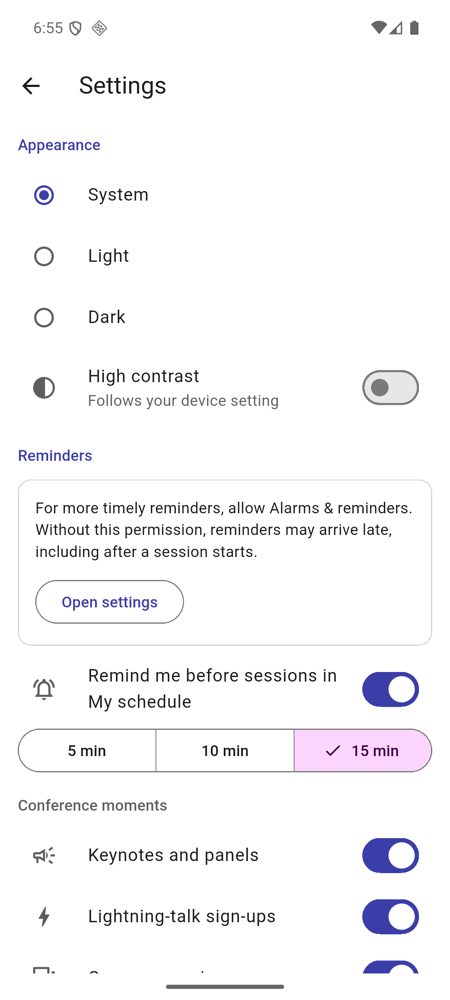 6:55
Settings
Appearance
System
Light
Dark
High contrast
Follows your device setting
Reminders
For more timely reminders, allow Alarms & reminders.
Without this permission, reminders may arrive late,
including after a session starts.
Open settings
Remind me before sessions in
My schedule
5 min
10 min
15 min
Conference moments
Keynotes and panels
Lightning-talk sign-ups